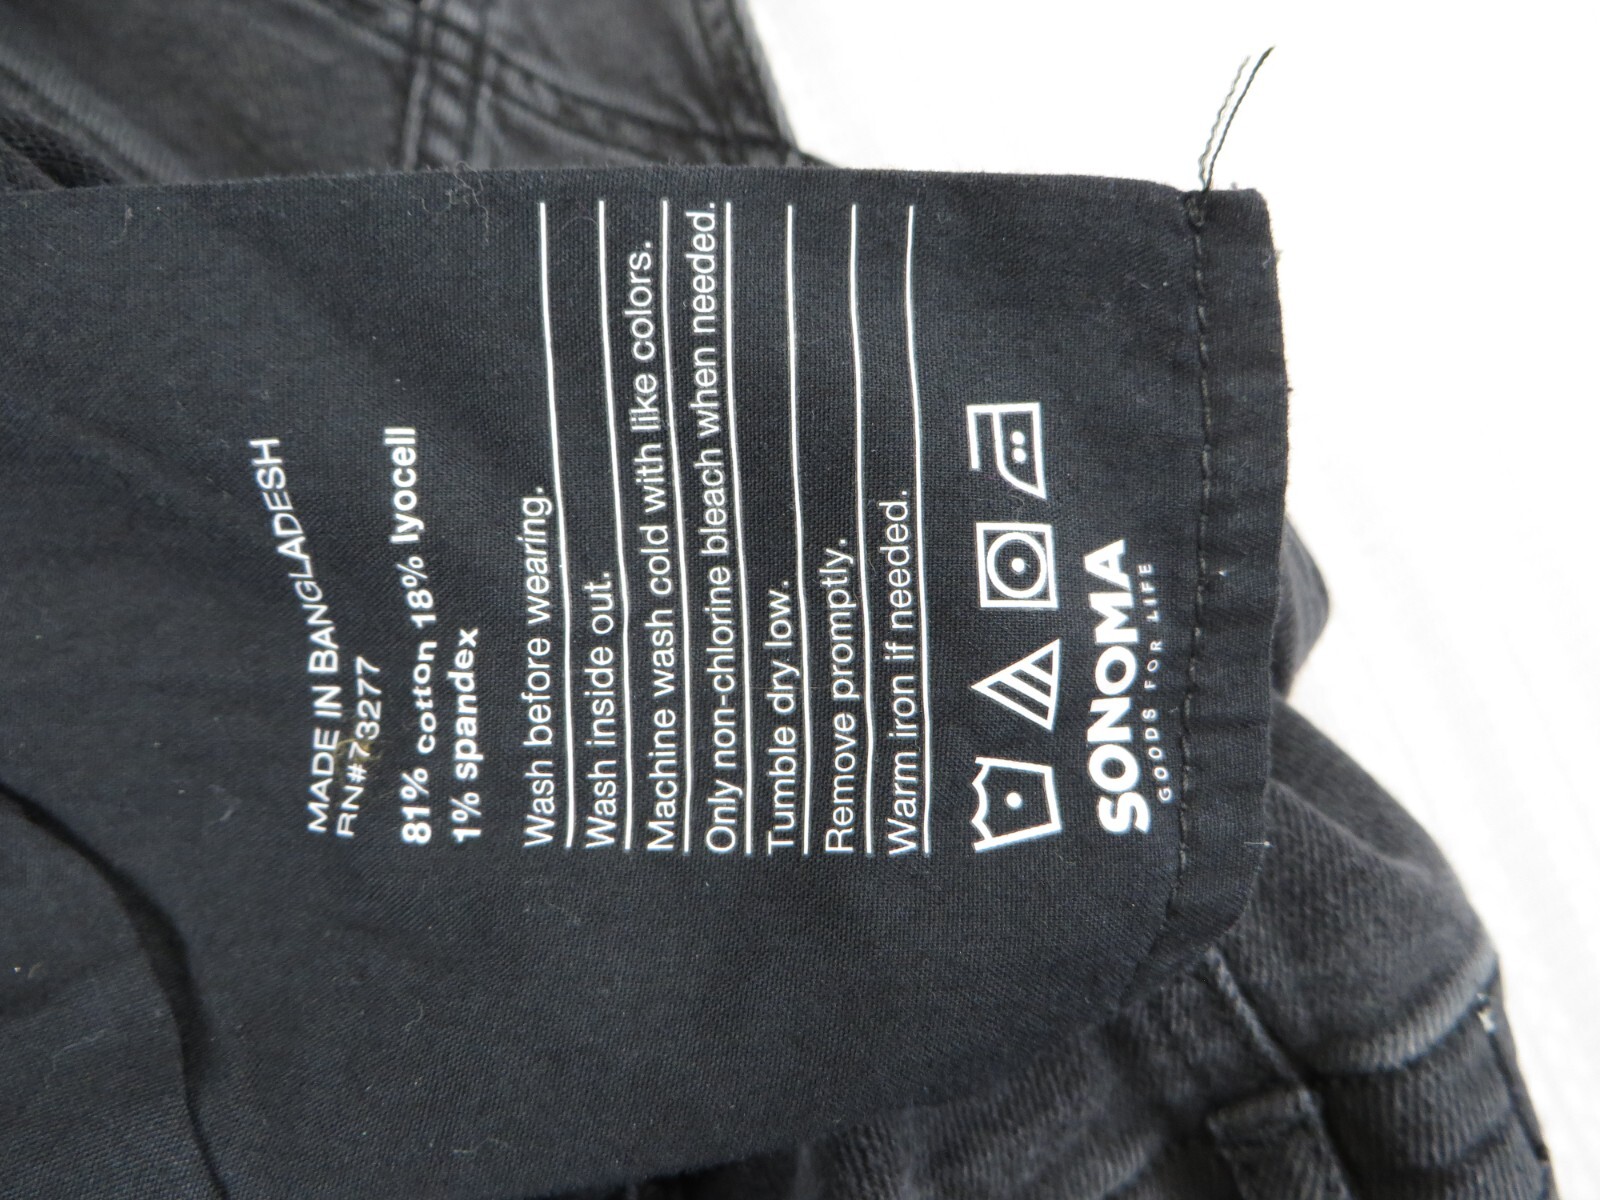 MADE IN BANGLADESH
RN#73277
81% cotton 18% lyocell
1% spandex
Wash before wearing.
Wash inside out.
Machine wash cold with like colors.
Only non-chlorine bleach when needed.
Tumble dry low.
Remove promptly.
Warm iron if needed.
SONOMA
GOODS FOR LIFE